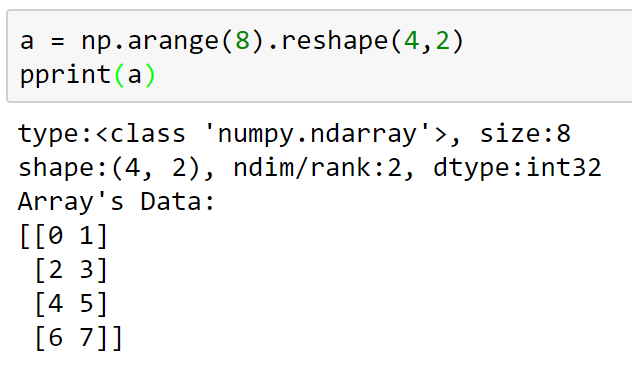 a = np.arange(8).reshape(4,2)
pprint(a)
type:<class 'numpy.ndarray'>, size:8
shape:(4, 2), ndim/rank:2, dtype:int32
Array's Data:
[[0 1]
 [2 3]
 [4 5]
 [6 7]]